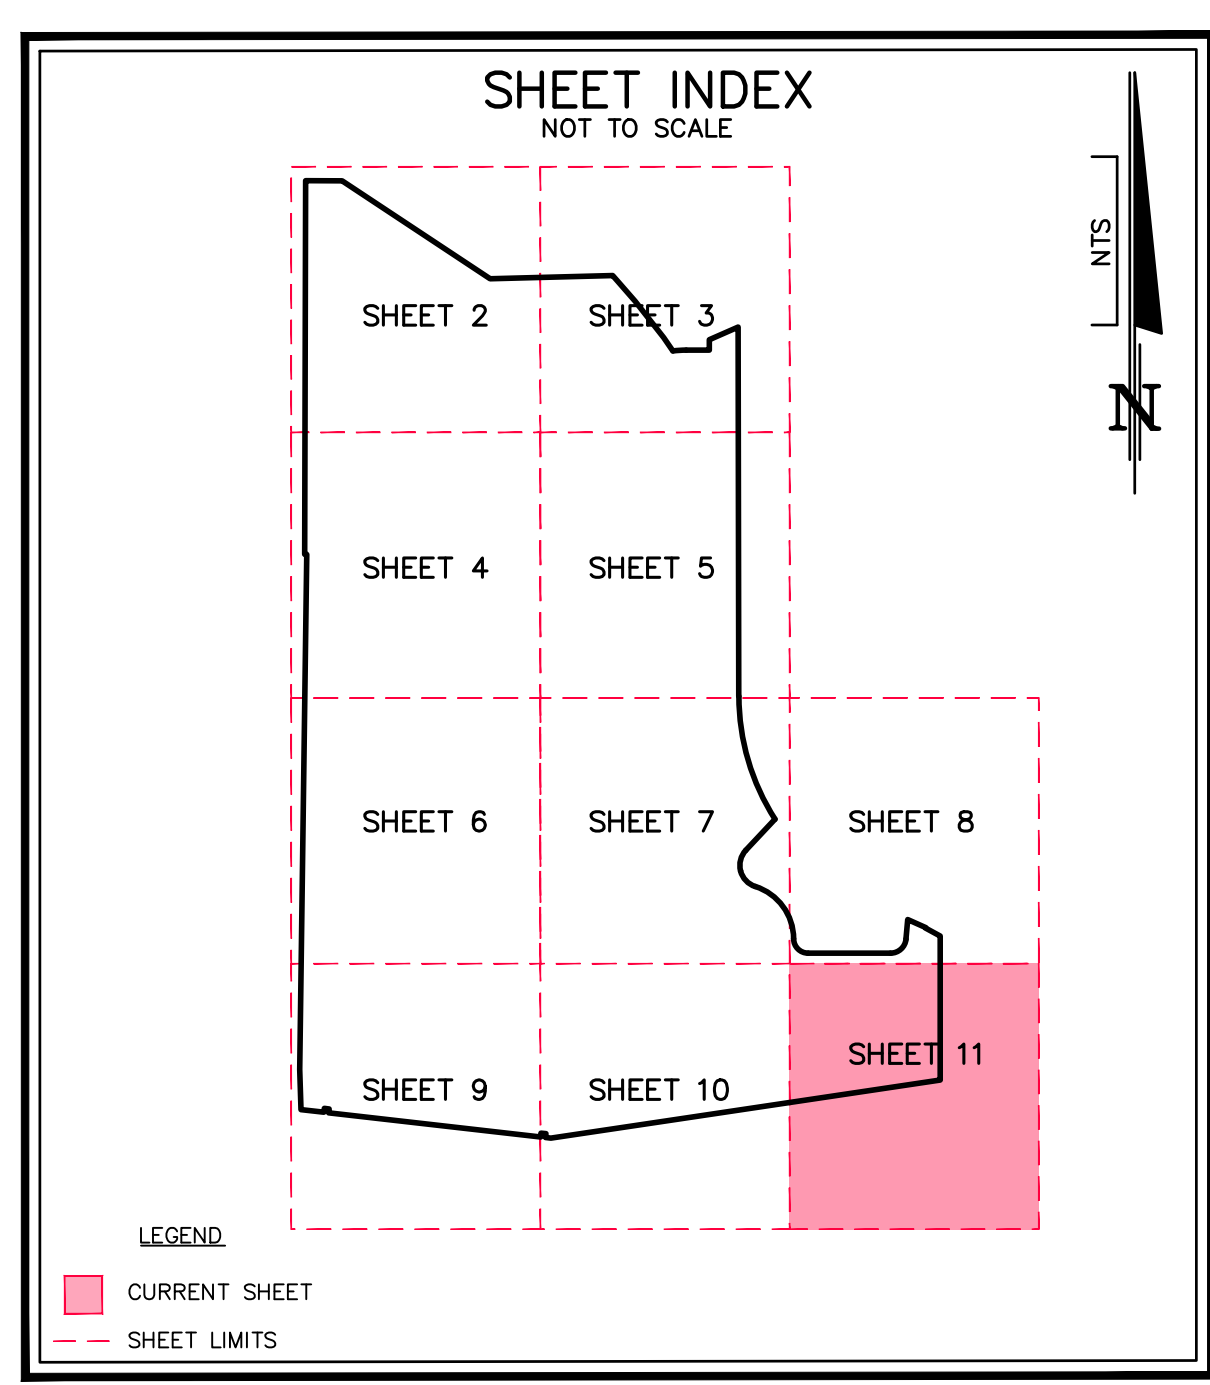 SHEET INDEX
NOT TO SCALE
NTS
N
SHEET 2
SHEET 3
SHEET 4
SHEET 5
SHEET 6
SHEET 7
SHEET 8
SHEET 9
SHEET 10
SHEET 11
LEGEND
CURRENT SHEET
SHEET LIMITS